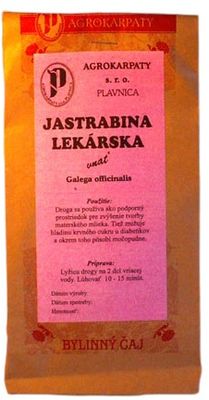 AGROKARPATY
AGROKARPATY
s. r. o.
PLAVNICA
JASTRABINA
LEKÁRSKA
vňať
Galega officinalis
Použitie:
Droga sa používa ako podporný
prostriedok pre zvýšenie tvorby
materského mlieka. Tiež znižuje
hladinu krvného cukru u diabetikov
a okrem toho pôsobí močopudne.
Príprava:
Lyžicu drogy na 2 dcl vriacej
vody. Lúhovať 10 - 15 minút.
Dátum výroby:
Dátum spotreby:
Hmotnosť:
BYLINNÝ ČAJ